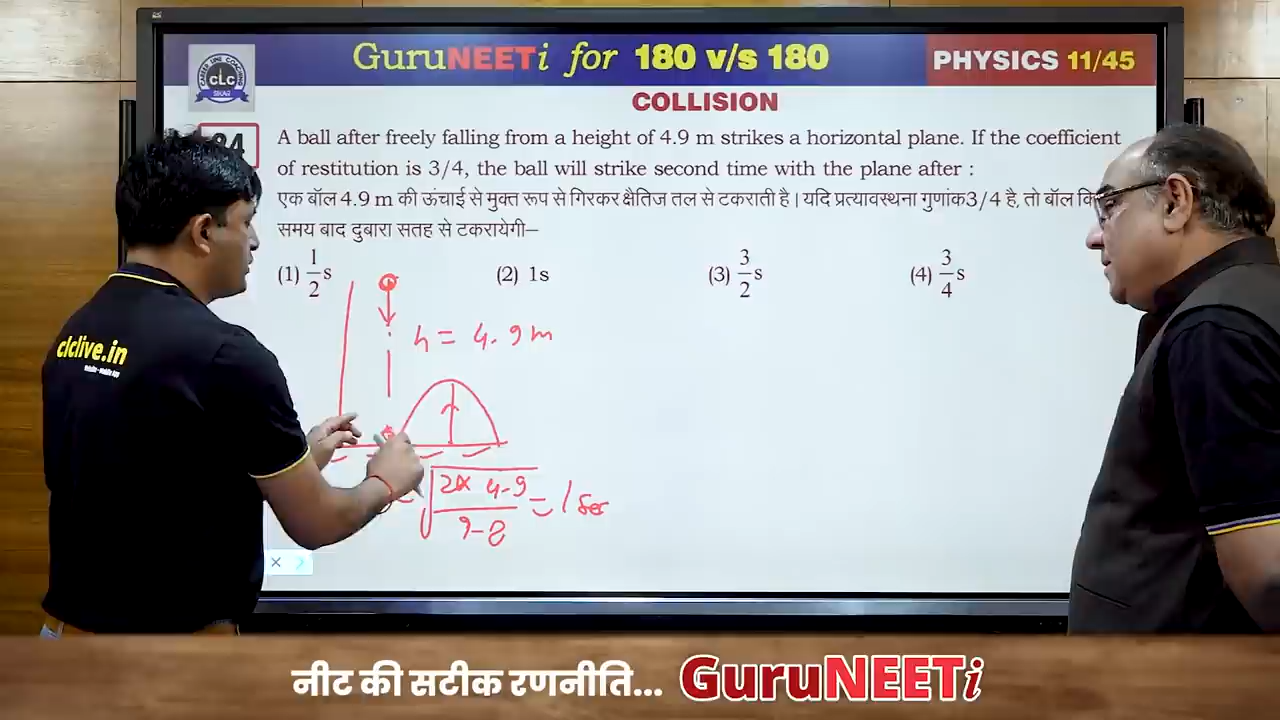 GuruNEETi for 180 v/s 180
PHYSICS 11/45
CLC
SIKAR
COLLISION
A ball after freely falling from a height of 4.9 m strikes a horizontal plane. If the coefficient
of restitution is 3/4, the ball will strike second time with the plane after :
एक बॉल 4.9 m की ऊंचाई से मुक्त रूप से गिरकर क्षैतिज तल से टकराती है। यदि प्रत्यावस्थना गुणांक3/4 है, तो बॉल
समय बाद दुबारा सतह से टकरायेगी–
(1) 1/2 s (2) 1s (3) 3/2 s (4) 3/4 s
h = 4.9m
√(2× 4.9 / 9.8) = 1 Sec
clclive.in
नीट की सटीक रणनीति... GuruNEETi